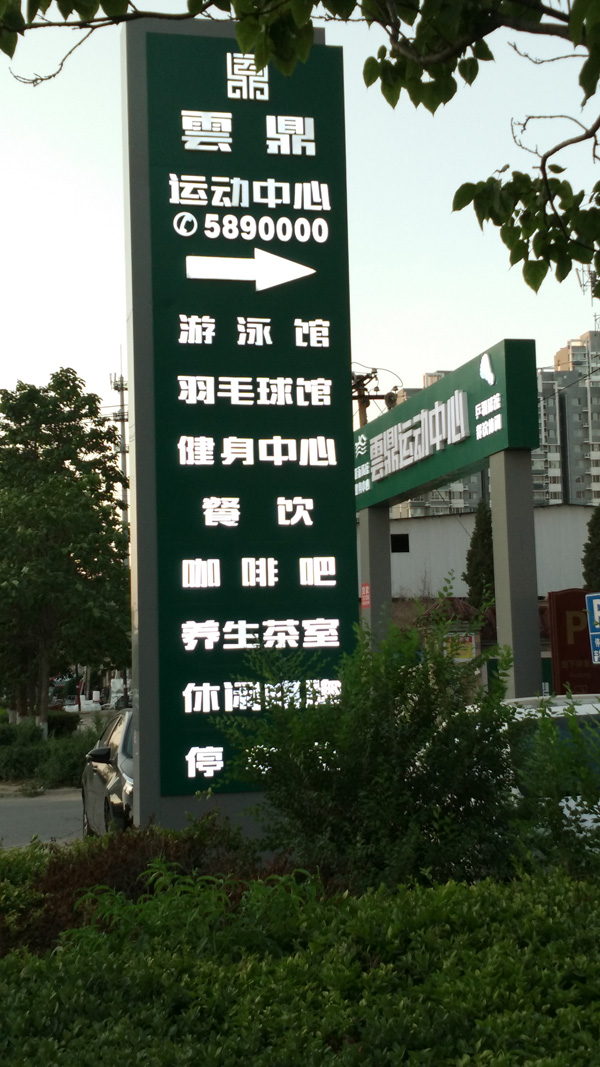 雲鼎
运动中心
✆5890000
游泳馆
羽毛球馆
健身中心
餐饮
咖啡吧
养生茶室
休闲
停
雲鼎运动中心
P